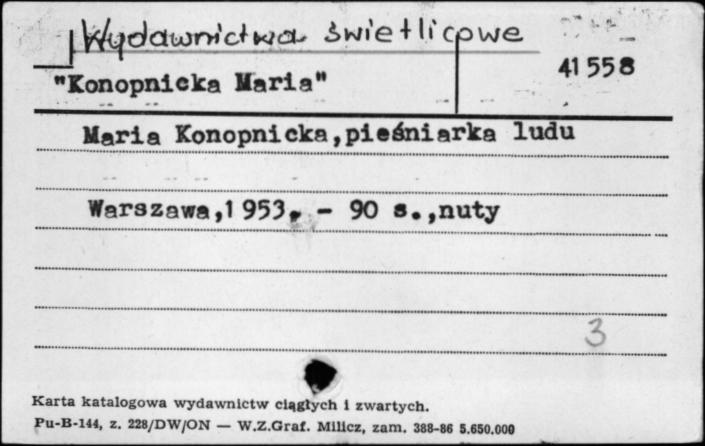 Wydawnictwa świetlicowe
41558
"Konopnicka Maria"
Maria Konopnicka,pieśniarka ludu
Warszawa,1953. - 90 s.,nuty
3
Karta katalogowa wydawnictw ciągłych i zwartych.
Pu-B-144, z. 228/DW/ON — W.Z.Graf. Milicz, zam. 388-86 5.650.000